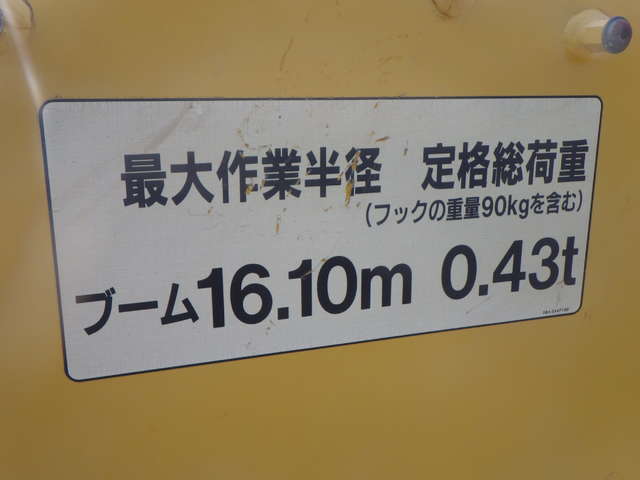 最大作業半径 定格総荷重
(フックの重量90kgを含む)
ブーム16.10m 0.43t